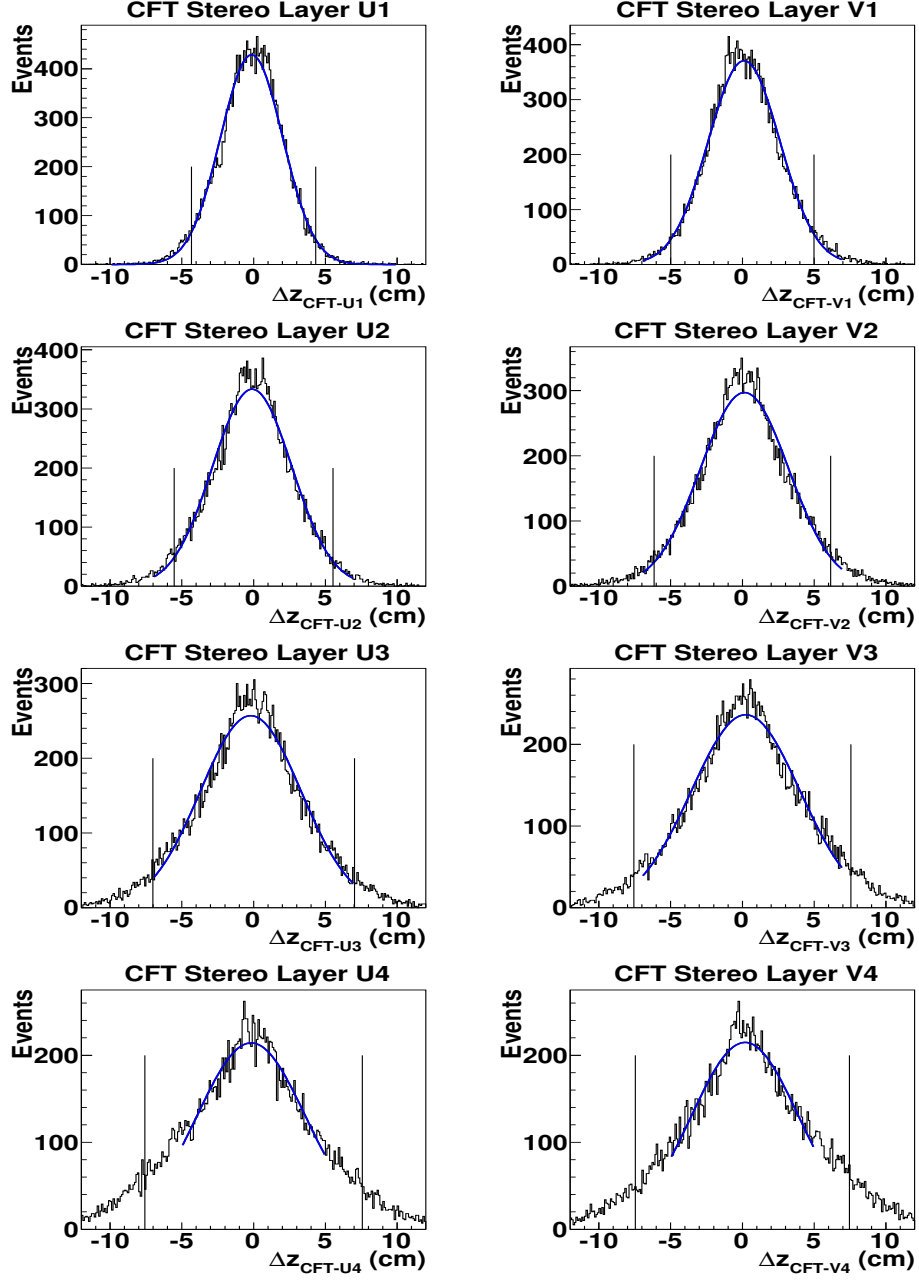 CFT Stereo Layer U1
Events
400
300
200
100
0
-10 -5 0 5 10
Δz_CFT-U1 (cm)
CFT Stereo Layer V1
Events
400
350
300
250
200
150
100
50
0
-10 -5 0 5 10
Δz_CFT-V1 (cm)
CFT Stereo Layer U2
Events
400
300
200
100
0
-10 -5 0 5 10
Δz_CFT-U2 (cm)
CFT Stereo Layer V2
Events
300
200
100
0
-10 -5 0 5 10
Δz_CFT-V2 (cm)
CFT Stereo Layer U3
Events
300
200
100
0
-10 -5 0 5 10
Δz_CFT-U3 (cm)
CFT Stereo Layer V3
Events
200
100
0
-10 -5 0 5 10
Δz_CFT-V3 (cm)
CFT Stereo Layer U4
Events
200
100
0
-10 -5 0 5 10
Δz_CFT-U4 (cm)
CFT Stereo Layer V4
Events
200
100
0
-10 -5 0 5 10
Δz_CFT-V4 (cm)